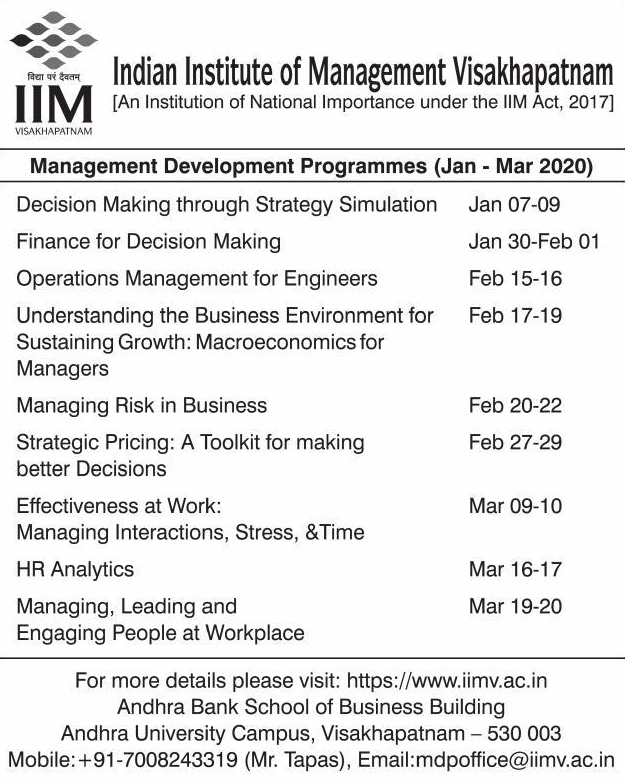 विद्या परं दैवतम्
IIM
VISAKHAPATNAM
Indian Institute of Management Visakhapatnam
[An Institution of National Importance under the IIM Act, 2017]
Management Development Programmes (Jan - Mar 2020)
Decision Making through Strategy Simulation Jan 07-09
Finance for Decision Making Jan 30-Feb 01
Operations Management for Engineers Feb 15-16
Understanding the Business Environment for Feb 17-19
Sustaining Growth: Macroeconomics for
Managers
Managing Risk in Business Feb 20-22
Strategic Pricing: A Toolkit for making Feb 27-29
better Decisions
Effectiveness at Work: Mar 09-10
Managing Interactions, Stress, &Time
HR Analytics Mar 16-17
Managing, Leading and Mar 19-20
Engaging People at Workplace
For more details please visit: https://www.iimv.ac.in
Andhra Bank School of Business Building
Andhra University Campus, Visakhapatnam – 530 003
Mobile:+91-7008243319 (Mr. Tapas), Email:mdpoffice@iimv.ac.in